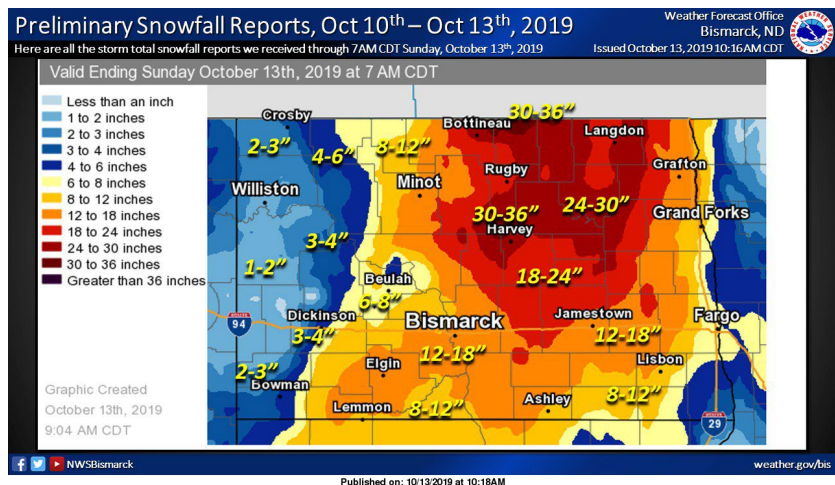 Preliminary Snowfall Reports, Oct 10th – Oct 13th, 2019
Here are all the storm total snowfall reports we received through 7AM CDT Sunday, October 13th, 2019
Weather Forecast Office
Bismarck, ND
Issued October 13, 2019 10:16AM CDT
Valid Ending Sunday October 13th, 2019 at 7 AM CDT
Less than an inch
1 to 2 inches
2 to 3 inches
3 to 4 inches
4 to 6 inches
6 to 8 inches
8 to 12 inches
12 to 18 inches
18 to 24 inches
24 to 30 inches
30 to 36 inches
Greater than 36 inches
Crosby
Bottineau
30-36”
Langdon
2-3”
4-6”
8-12”
Rugby
Grafton
Williston
Minot
30-36”
24-30”
Grand Forks
Harvey
3-4”
1-2”
Beulah
18-24”
6-8”
Dickinson
Bismarck
Jamestown
Fargo
94
3-4”
12-18”
12-18”
Elgin
Lisbon
2-3”
Bowman
Lemmon
8-12”
Ashley
8-12”
29
Graphic Created
October 13th, 2019
9:04 AM CDT
NWSBismarck
weather.gov/bis
Published on: 10/13/2019 at 10:18AM